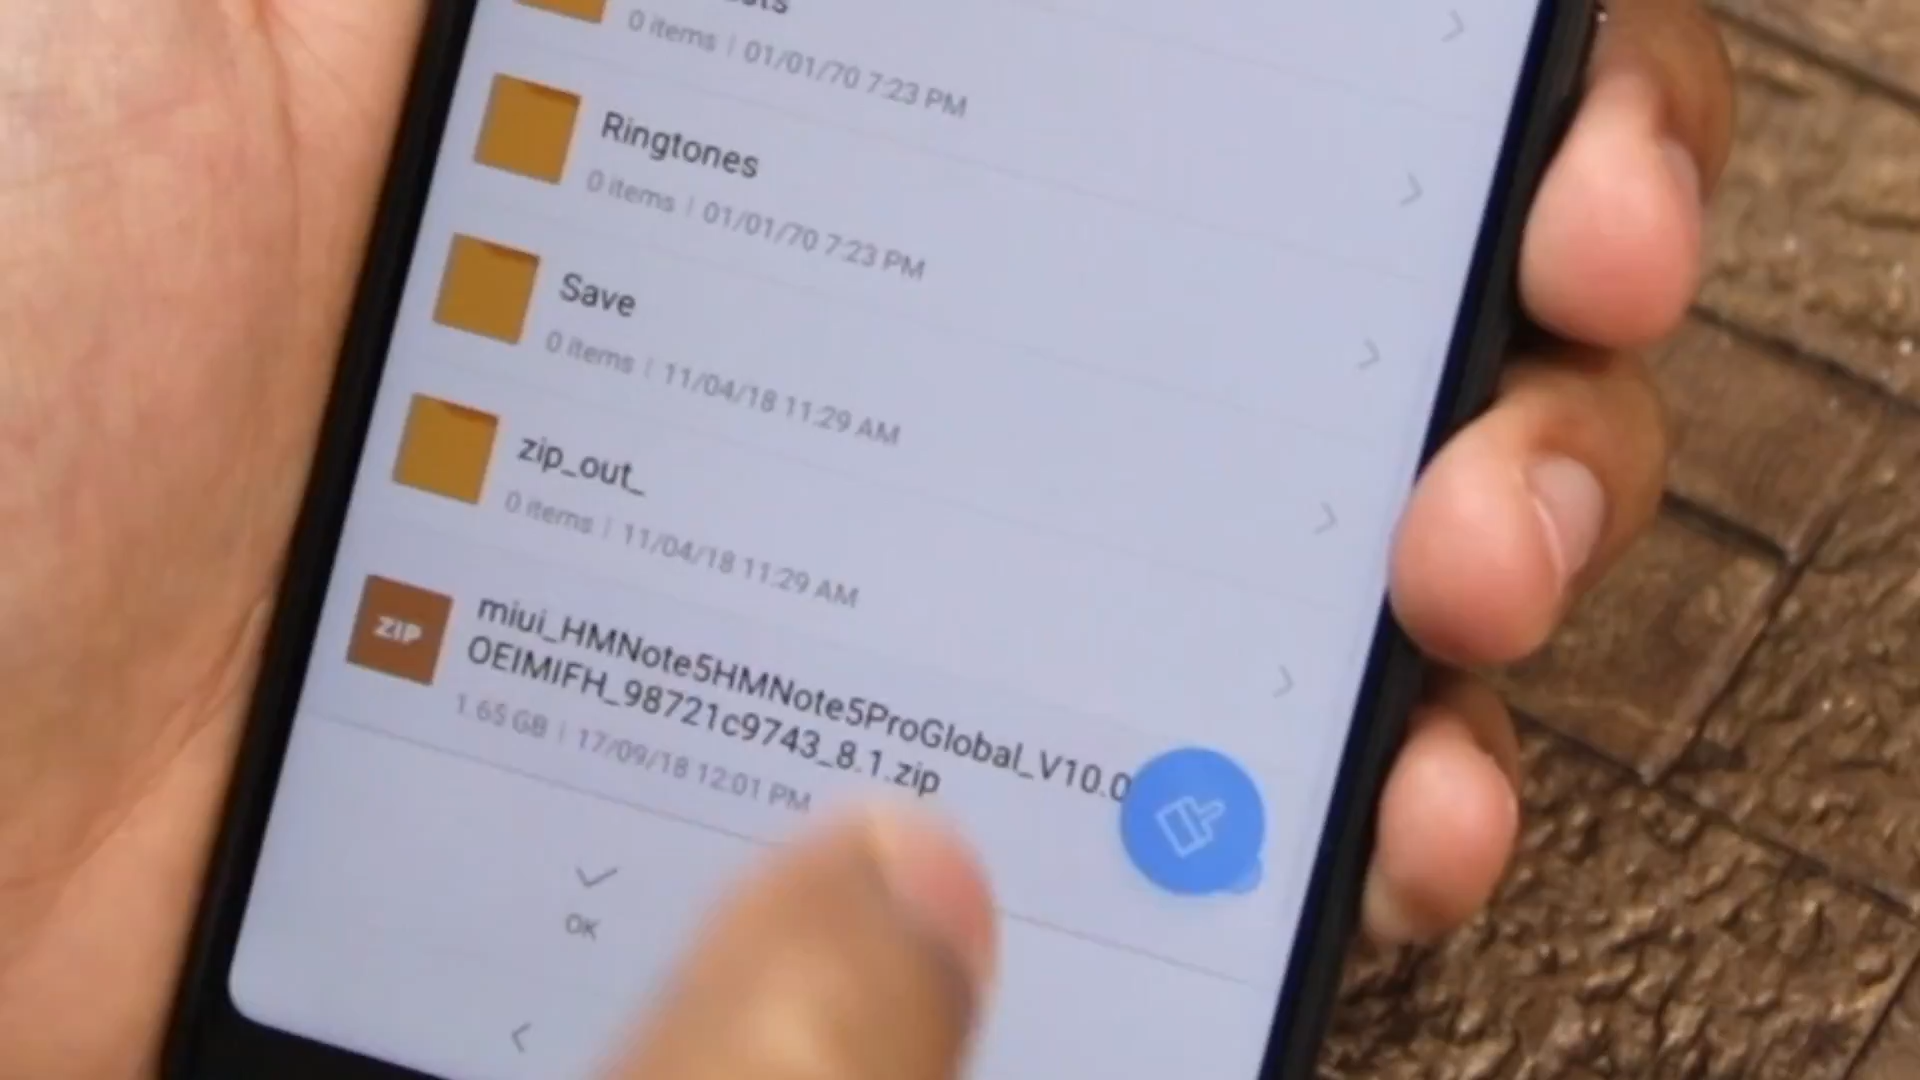 0 items | 01/01/70 7:23 PM
Ringtones
0 items | 01/01/70 7:23 PM
Save
0 items | 11/04/18 11:29 AM
zip_out_
0 items | 11/04/18 11:29 AM
ZIP
miui_HMNote5HMNote5ProGlobal_V10.0
OEIMIFH_98721c9743_8.1.zip
1.65 GB | 17/09/18 12:01 PM
OK